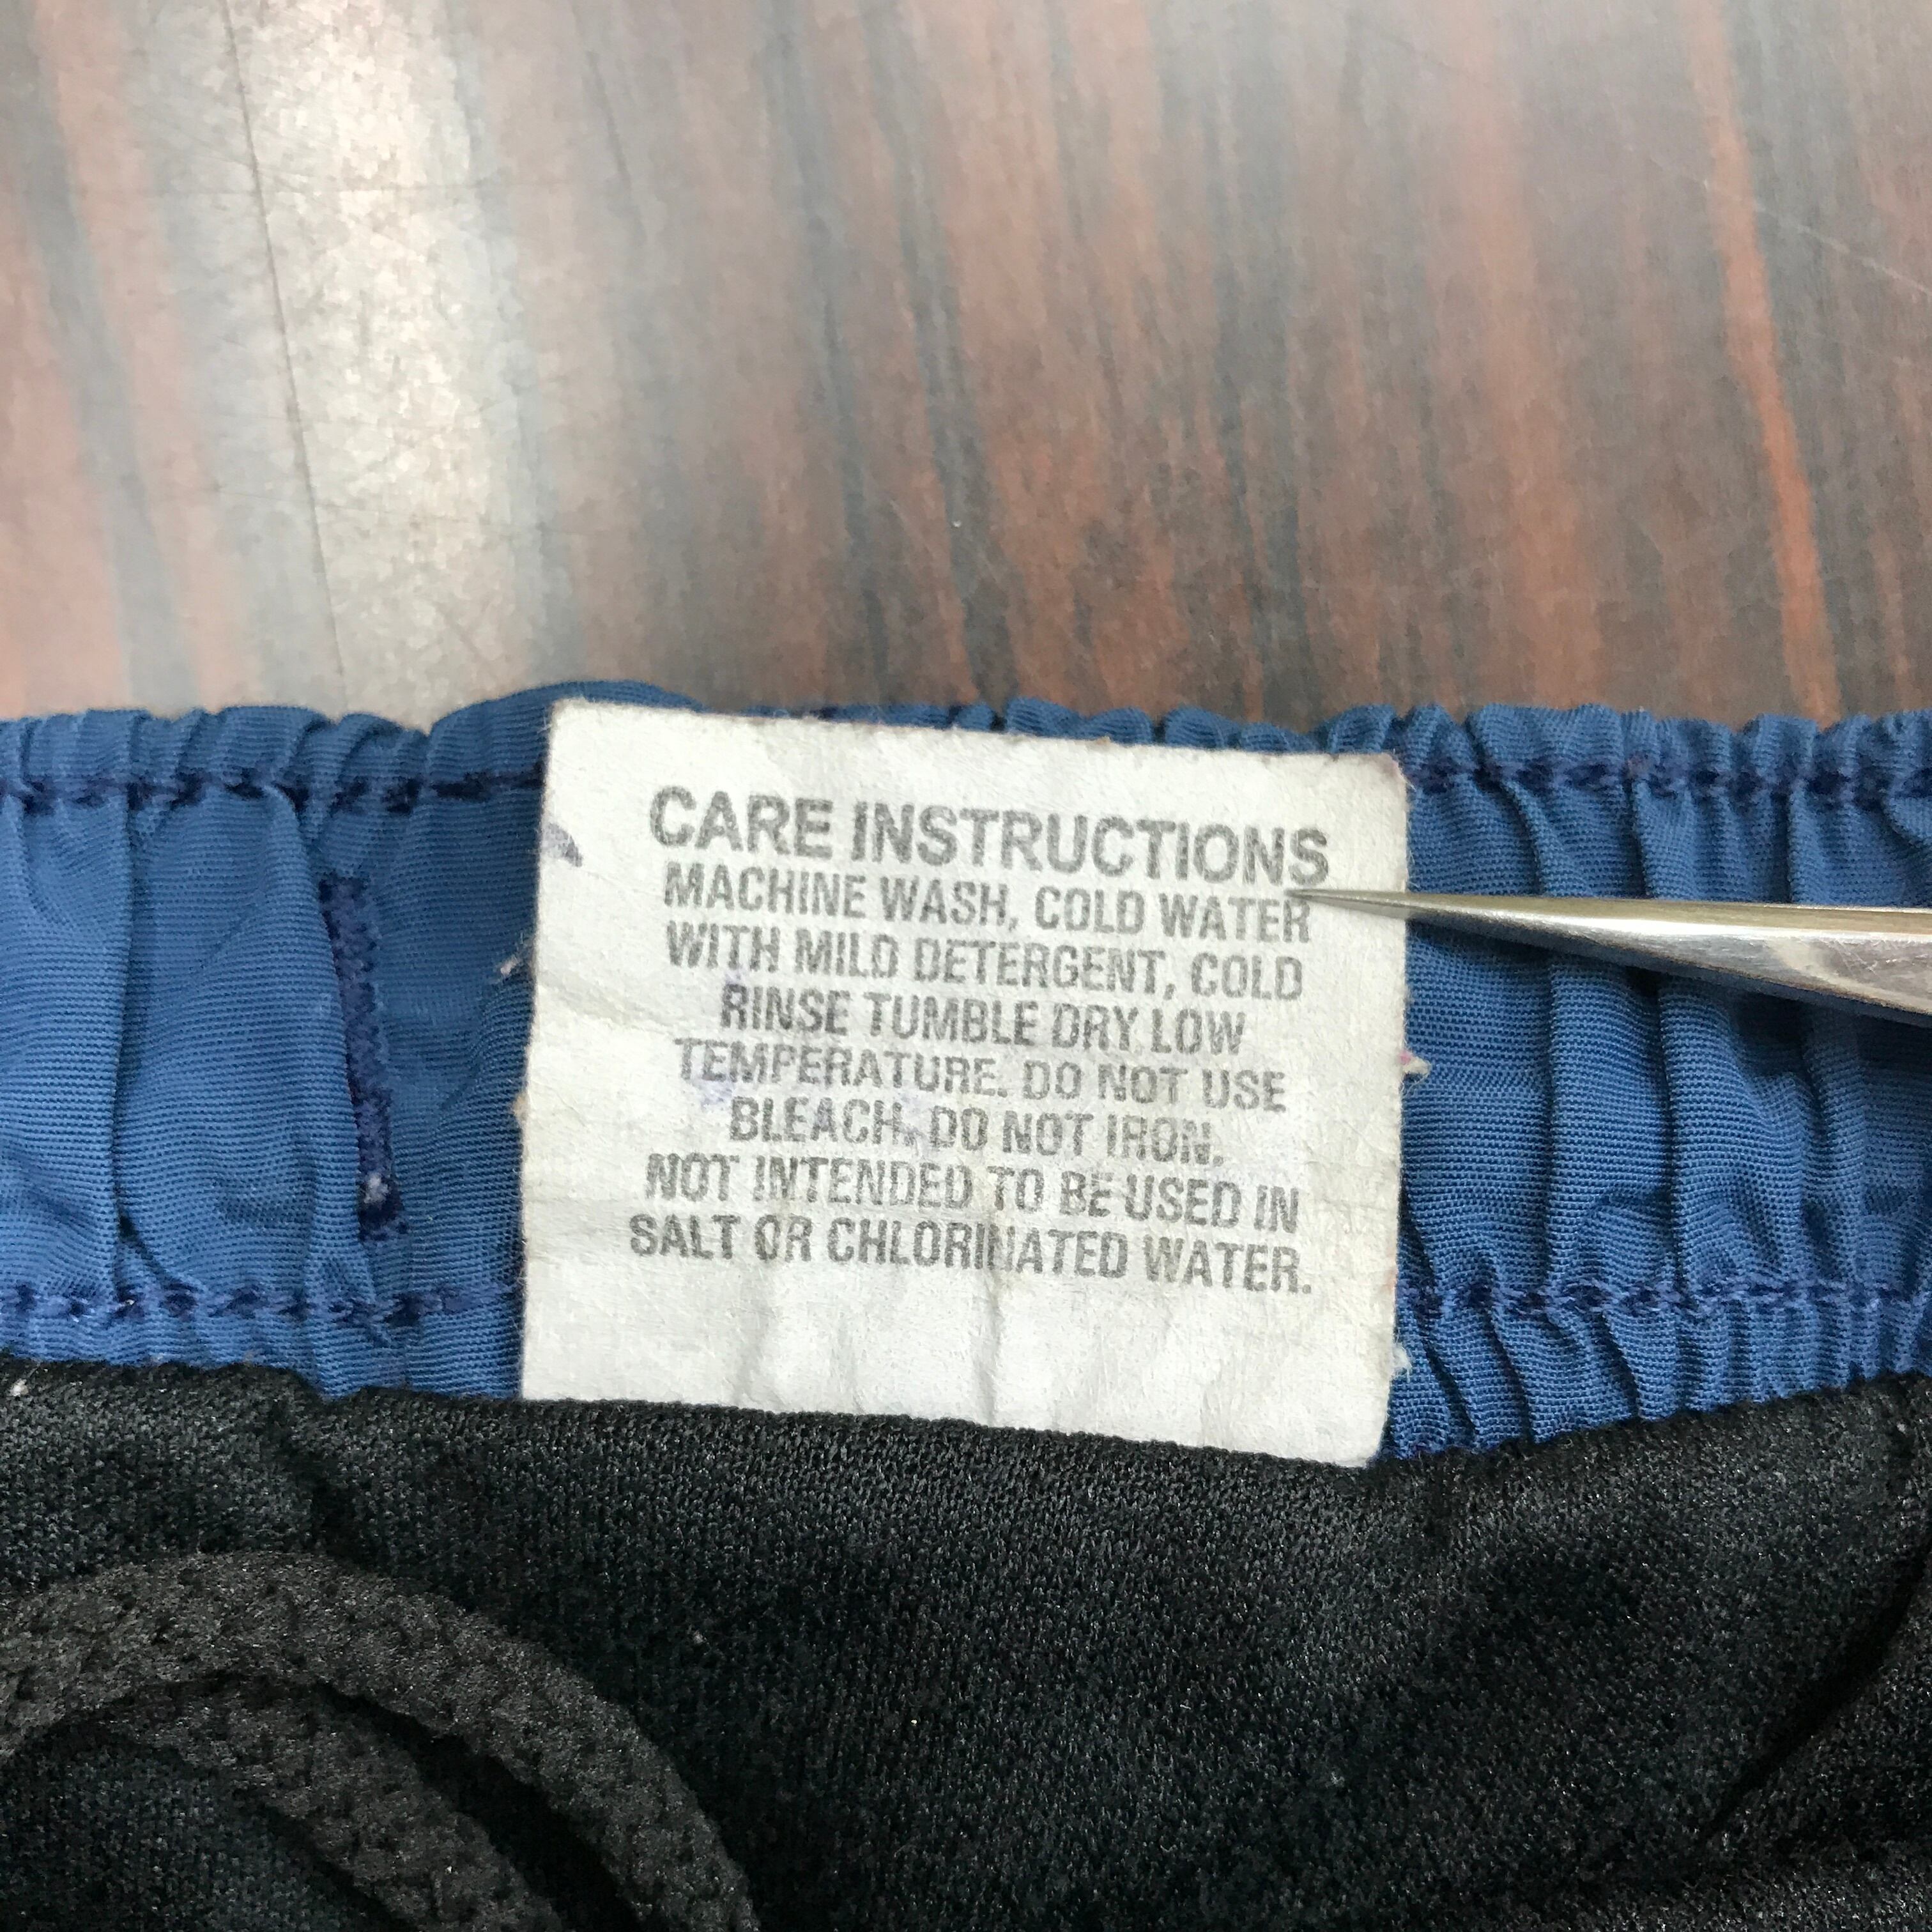 CARE INSTRUCTIONS
MACHINE WASH, COLD WATER
WITH MILD DETERGENT, COLD
RINSE TUMBLE DRY LOW
TEMPERATURE. DO NOT USE
BLEACH. DO NOT IRON.
NOT INTENDED TO BE USED IN
SALT OR CHLORINATED WATER.